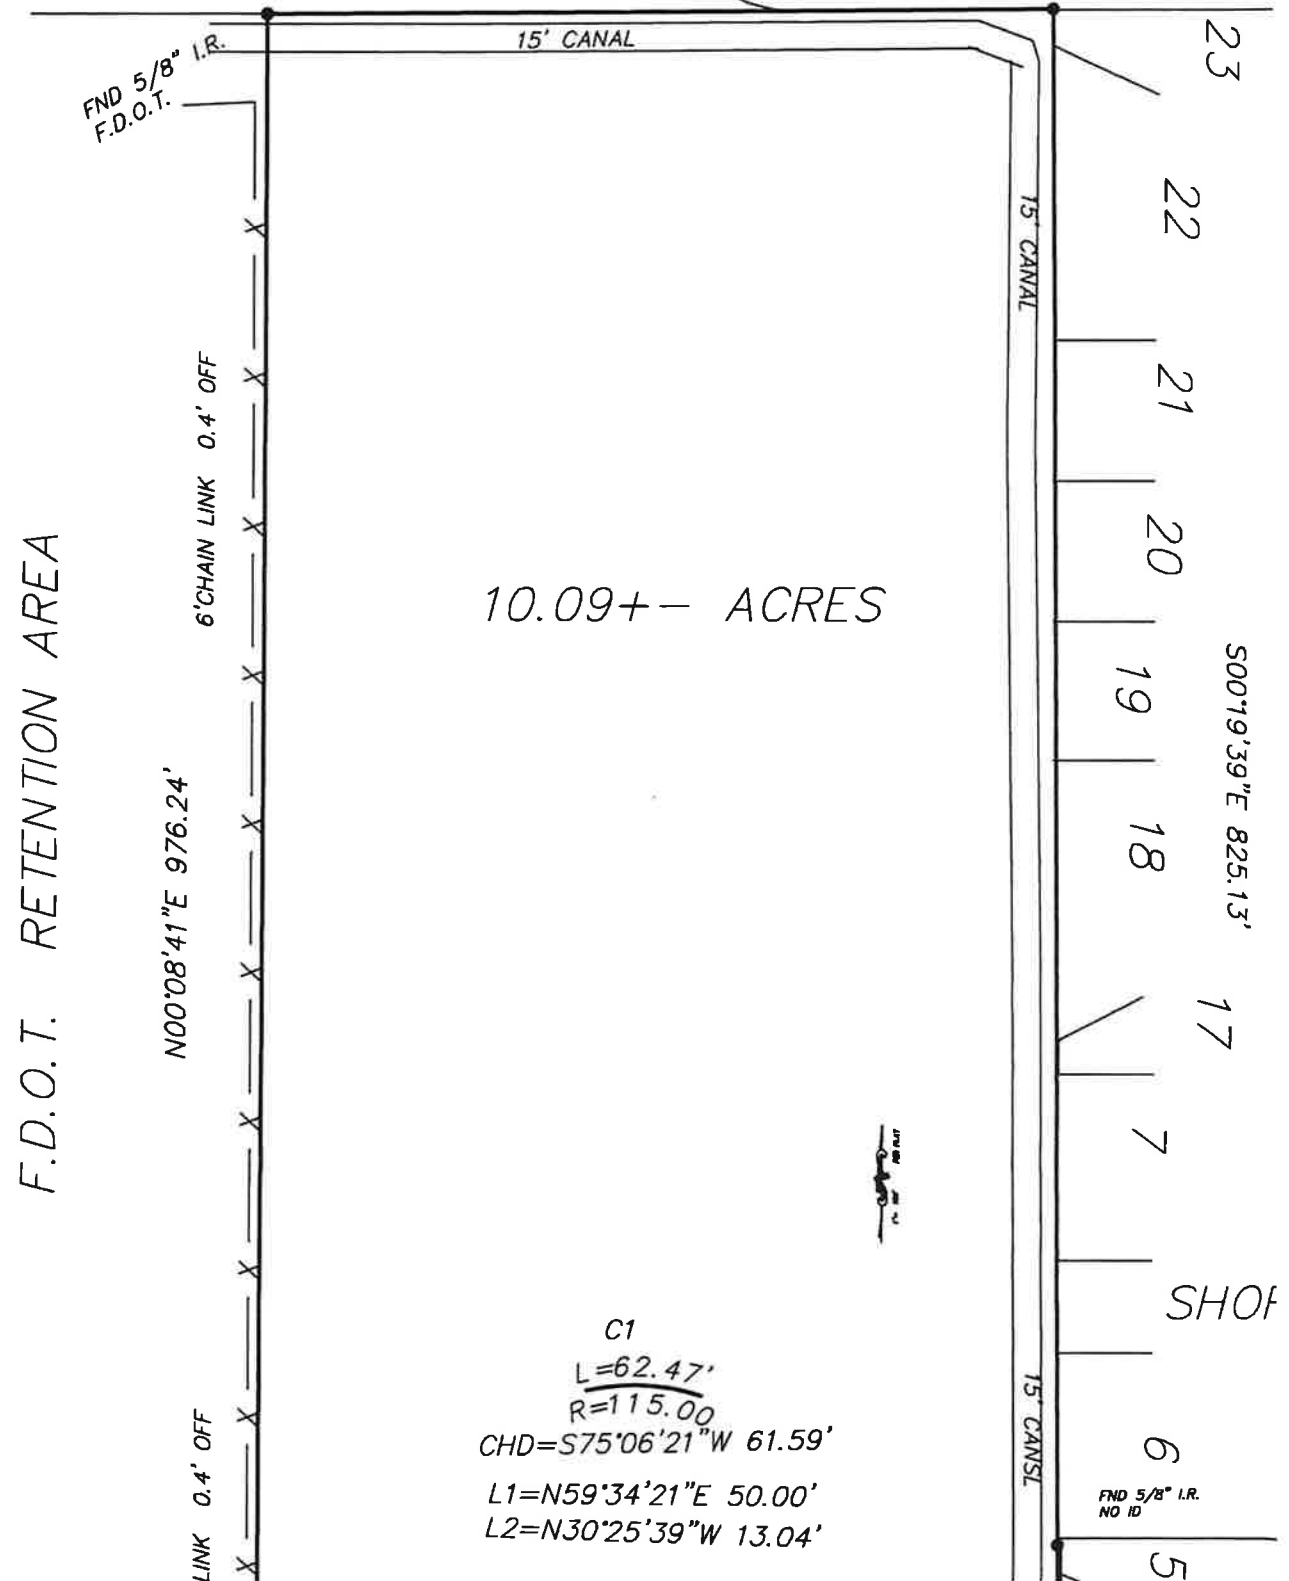 15' CANAL
FND 5/8" I.R.
F.D.O.T.
23
22
15' CANAL
21
6'CHAIN LINK 0.4' OFF
20
10.09+- ACRES
19
S00°19'39"E 825.13'
F.D.O.T. RETENTION AREA
N00°08'41"E 976.24'
18
17
7
PER PLAT
SHOR
C1
L=62.47'
R=115.00
CHD=S75°06'21"W 61.59'
L1=N59°34'21"E 50.00'
L2=N30°25'39"W 13.04'
15' CANSL
LINK 0.4' OFF
6
FND 5/8" I.R.
NO ID
5